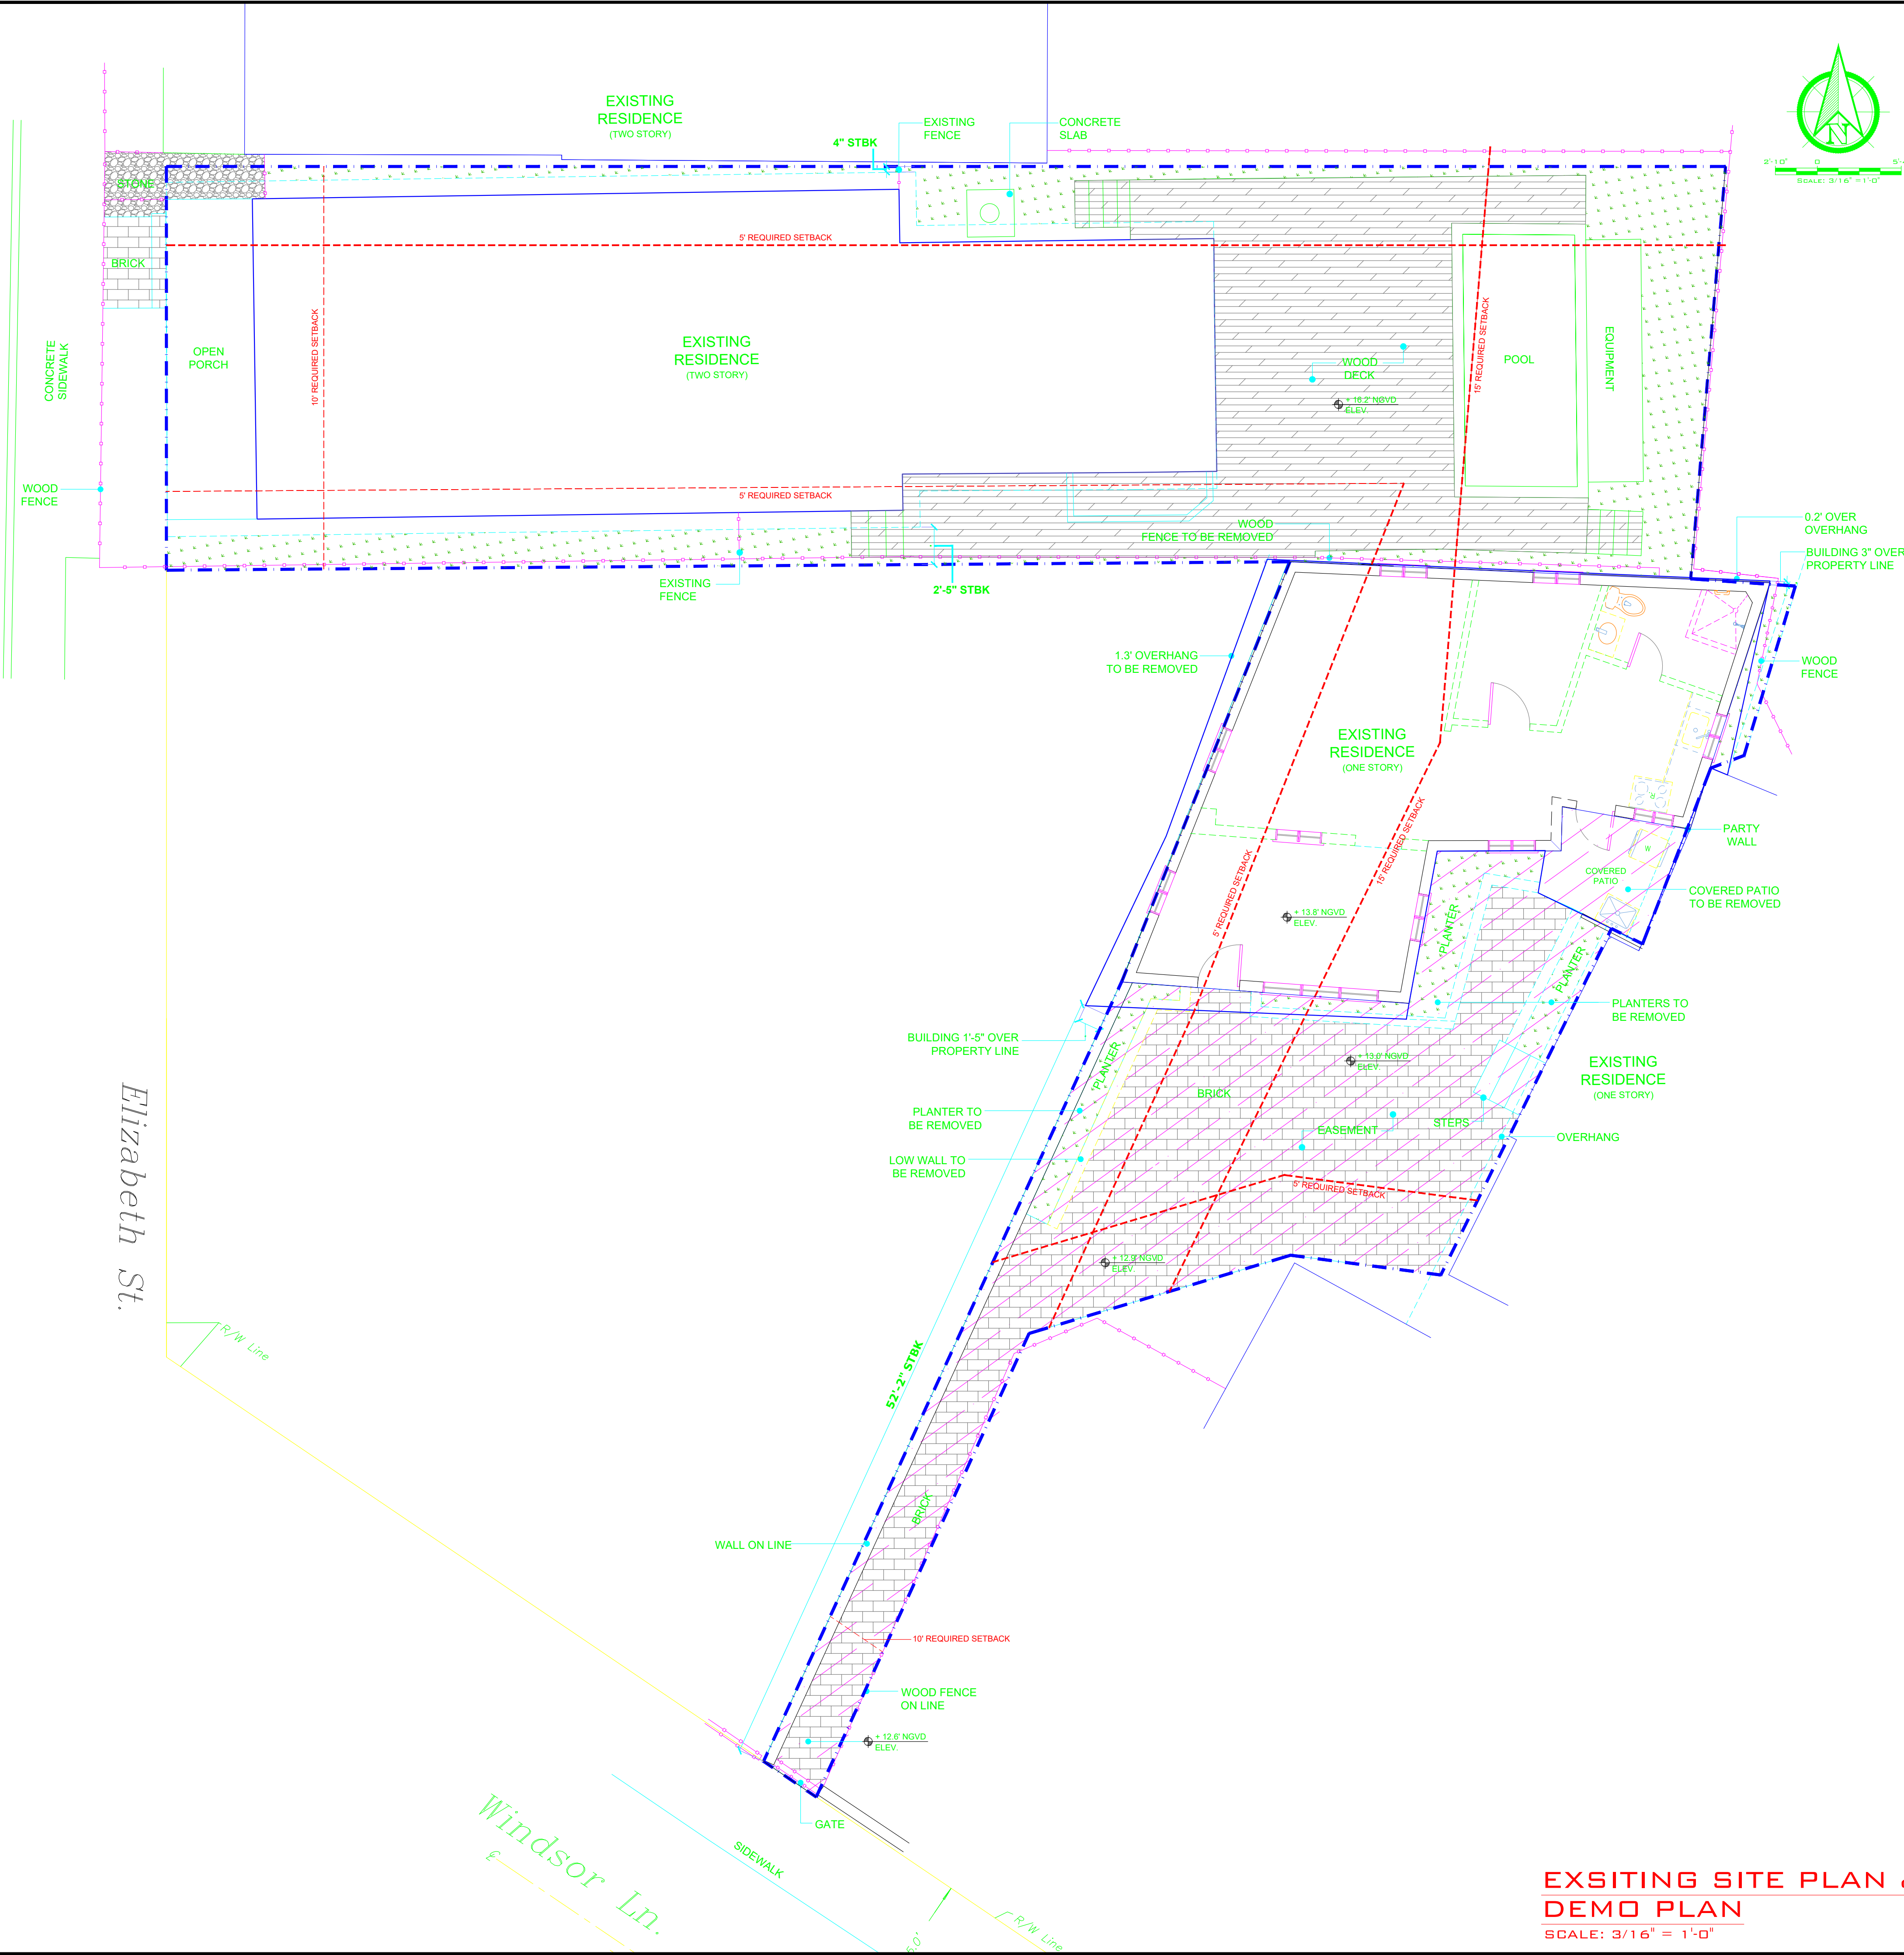 EXISTING
RESIDENCE
(TWO STORY)
4" STBK
EXISTING
FENCE
CONCRETE
SLAB
N
2'-10"
0
SCALE: 3/16" =1'-0"
STONE
BRICK
5' REQUIRED SETBACK
10' REQUIRED SETBACK
15' REQUIRED SETBACK
CONCRETE
SIDEWALK
OPEN
PORCH
EXISTING
RESIDENCE
(TWO STORY)
WOOD
DECK
+ 16.2' NGVD
ELEV.
POOL
EQUIPMENT
WOOD
FENCE
5' REQUIRED SETBACK
WOOD
FENCE TO BE REMOVED
0.2' OVER
OVERHANG
BUILDING 3" OVER
PROPERTY LINE
EXISTING
FENCE
2'-5" STBK
1.3' OVERHANG
TO BE REMOVED
WOOD
FENCE
EXISTING
RESIDENCE
(ONE STORY)
R
PARTY
WALL
W
5' REQUIRED SETBACK
15' REQUIRED SETBACK
COVERED
PATIO
COVERED PATIO
TO BE REMOVED
+ 13.8' NGVD
ELEV.
PLANTER
PLANTER
PLANTERS TO
BE REMOVED
BUILDING 1'-5" OVER
PROPERTY LINE
PLANTER
+ 13.0' NGVD
ELEV.
EXISTING
RESIDENCE
(ONE STORY)
BRICK
PLANTER TO
BE REMOVED
EASEMENT
STEPS
OVERHANG
LOW WALL TO
BE REMOVED
5' REQUIRED SETBACK
Elizabeth St.
+ 12.9' NGVD
ELEV.
R/W Line
52'-2" STBK
BRICK
WALL ON LINE
10' REQUIRED SETBACK
WOOD FENCE
ON LINE
+ 12.6' NGVD
ELEV.
GATE
Windsor Ln.
SIDEWALK
R/W Line
EXSITING SITE PLAN
DEMO PLAN
SCALE: 3/16" = 1'-0"